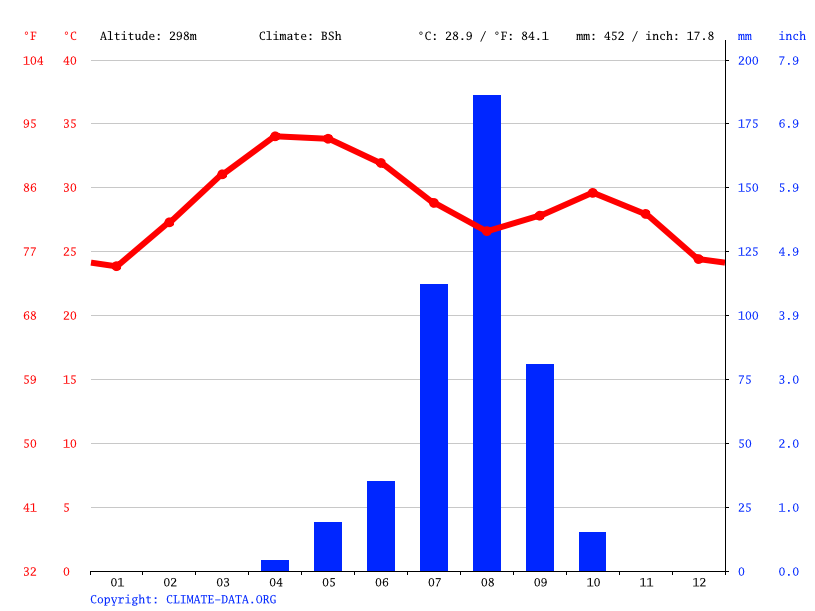 °F °C Altitude: 298m Climate: BSh °C: 28.9 / °F: 84.1 mm: 452 / inch: 17.8 mm inch
104 40 200 7.9
95 35 175 6.9
86 30 150 5.9
77 25 125 4.9
68 20 100 3.9
59 15 75 3.0
50 10 50 2.0
41 5 25 1.0
32 0 0 0.0
01 02 03 04 05 06 07 08 09 10 11 12
Copyright: CLIMATE-DATA.ORG